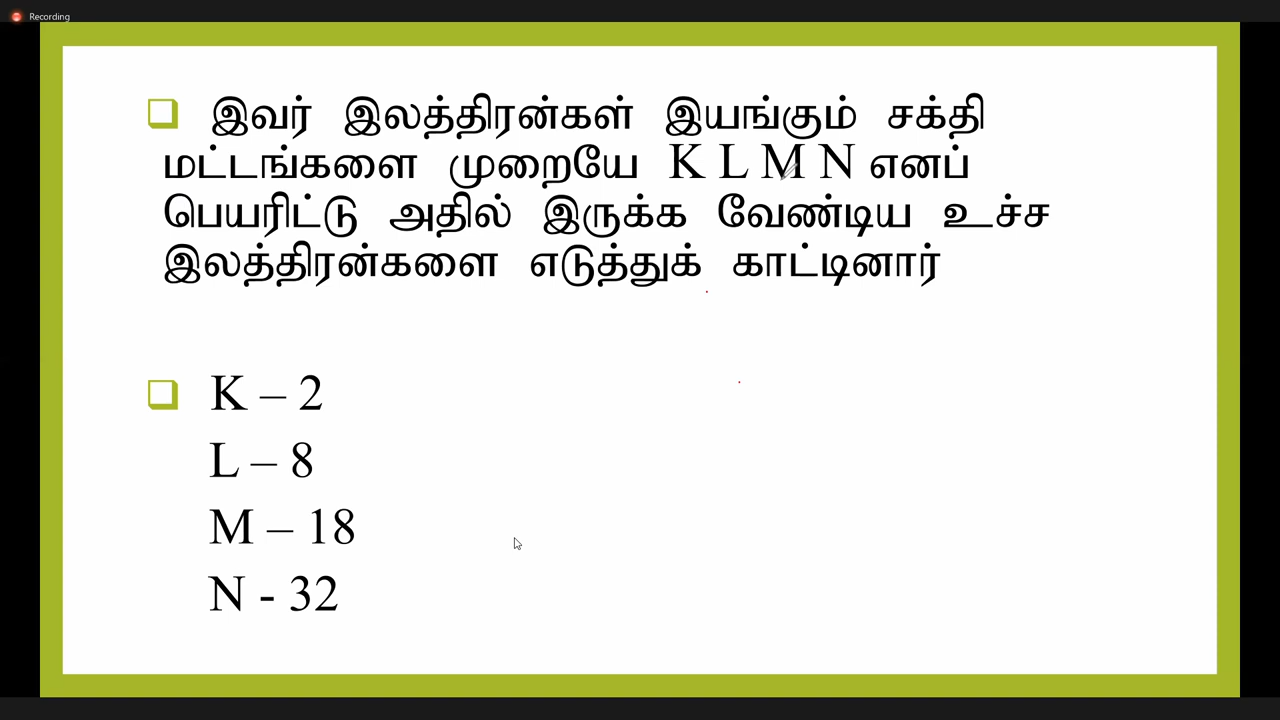 Recording
இவர் இலத்திரன்கள் இயங்கும் சக்தி
மட்டங்களை முறையே K L M N எனப்
பெயரிட்டு அதில் இருக்க வேண்டிய உச்ச
இலத்திரன்களை எடுத்துக் காட்டினார்
K – 2
L – 8
M – 18
N - 32